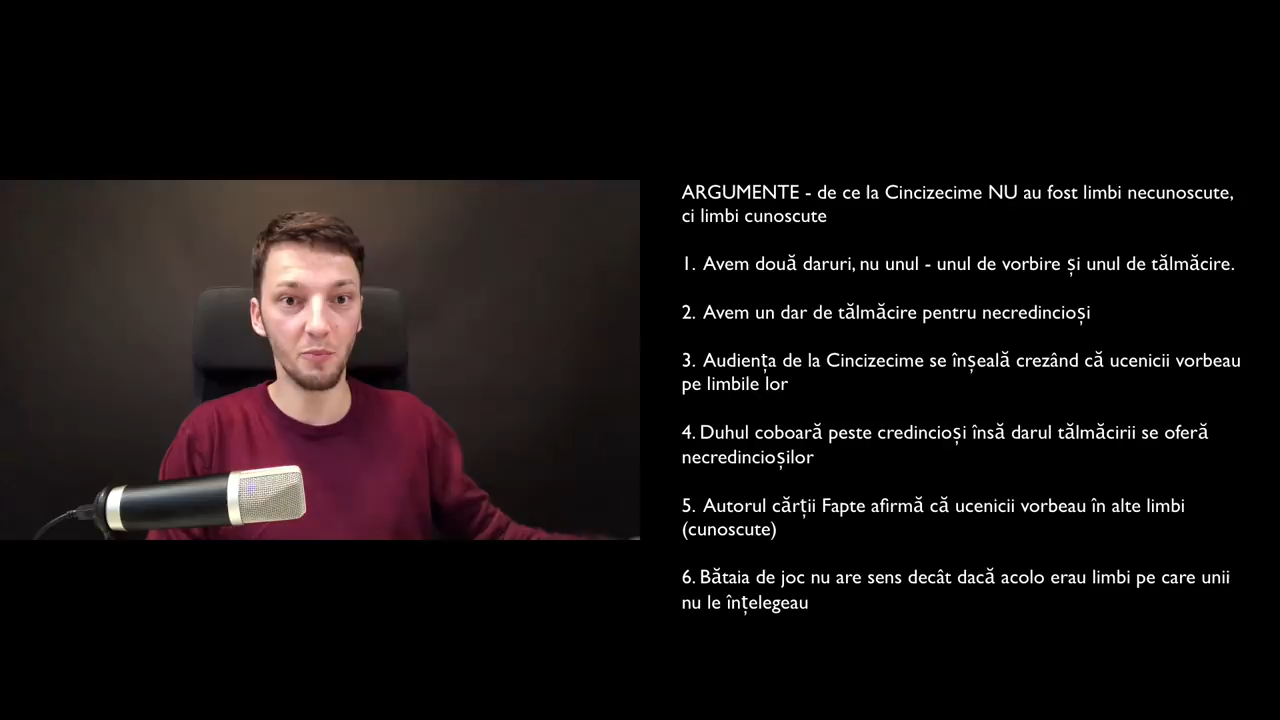 ARGUMENTE - de ce la Cincizecime NU au fost limbi necunoscute,
ci limbi cunoscute
1. Avem două daruri, nu unul - unul de vorbire și unul de tălmăcire.
2. Avem un dar de tălmăcire pentru necredincioși
3. Audiența de la Cincizecime se înșeală crezând că ucenicii vorbeau
pe limbile lor
4. Duhul coboară peste credincioși însă darul tălmăcirii se oferă
necredincioșilor
5. Autorul cărții Fapte afirmă că ucenicii vorbeau în alte limbi
(cunoscute)
6. Bătaia de joc nu are sens decât dacă acolo erau limbi pe care unii
nu le înțelegeau